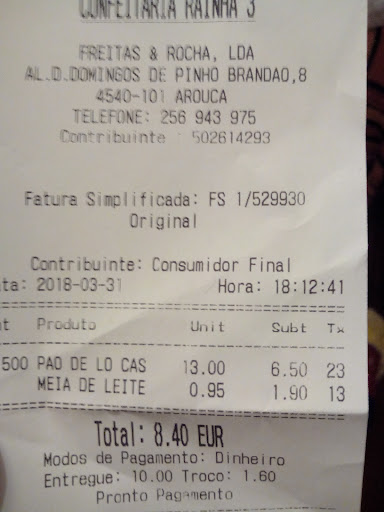 CONFEITARIA RAINHA 3
FREITAS & ROCHA, LDA
AL.D.DOMINGOS DE PINHO BRANDAO,8
4540-101 AROUCA
TELEFONE: 256 943 975
Contribuinte : 502614293
Fatura Simplificada: FS 1/529930
Original
Contribuinte: Consumidor Final
ta: 2018-03-31 Hora: 18:12:41
t Produto Unit Subt Tx
500 PAO DE LO CAS 13.00 6.50 23
MEIA DE LEITE 0.95 1.90 13
Total: 8.40 EUR
Modos de Pagamento: Dinheiro
Entregue: 10.00 Troco: 1.60
Pronto Pagamento